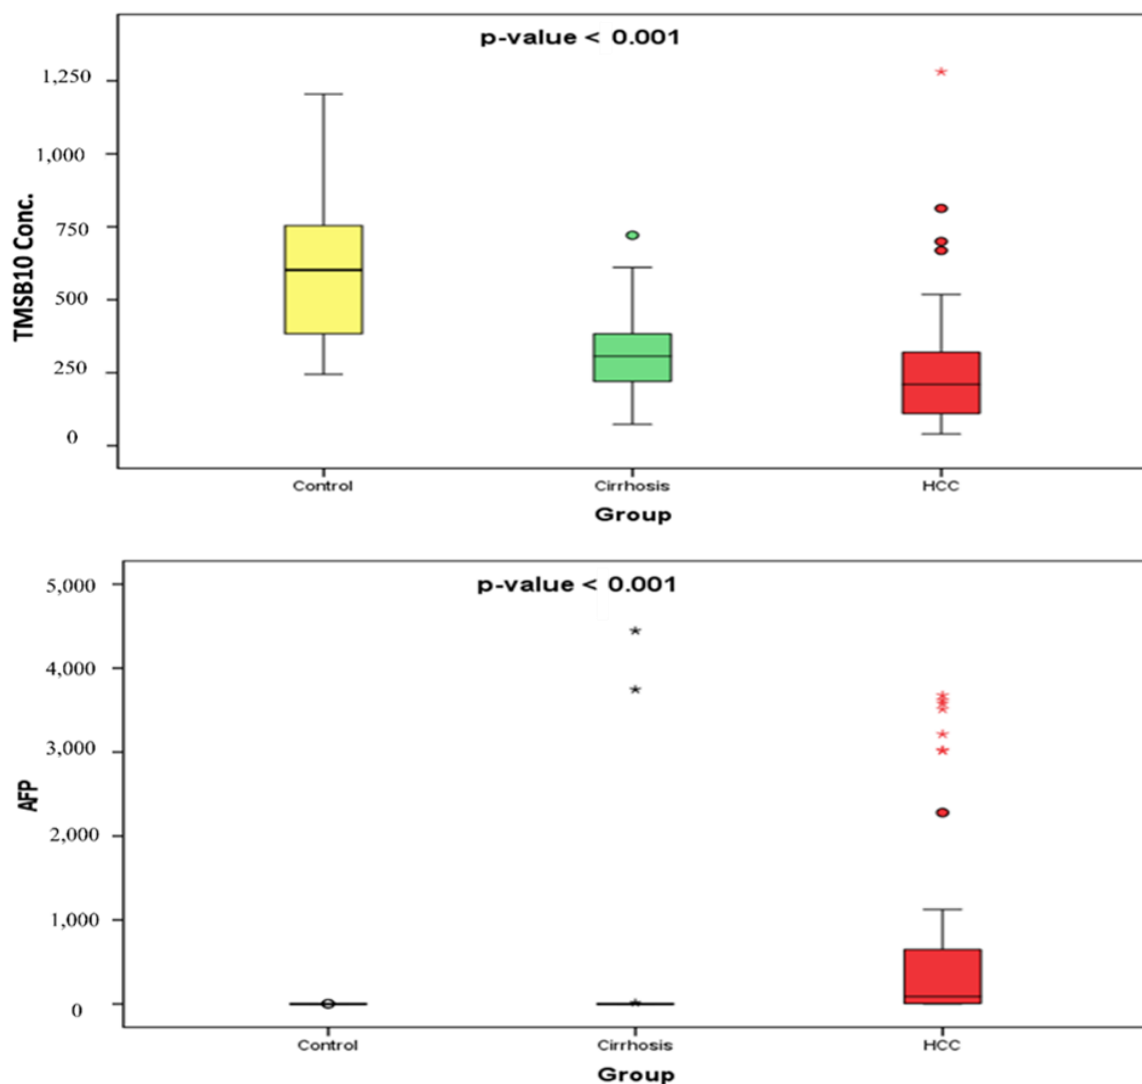 p-value < 0.001
1,250
1,000
750
500
250
0
TMSB10 Conc.
Control
Cirrhosis
HCC
Group
p-value < 0.001
5,000
4,000
3,000
2,000
1,000
0
AFP
Control
Cirrhosis
HCC
Group